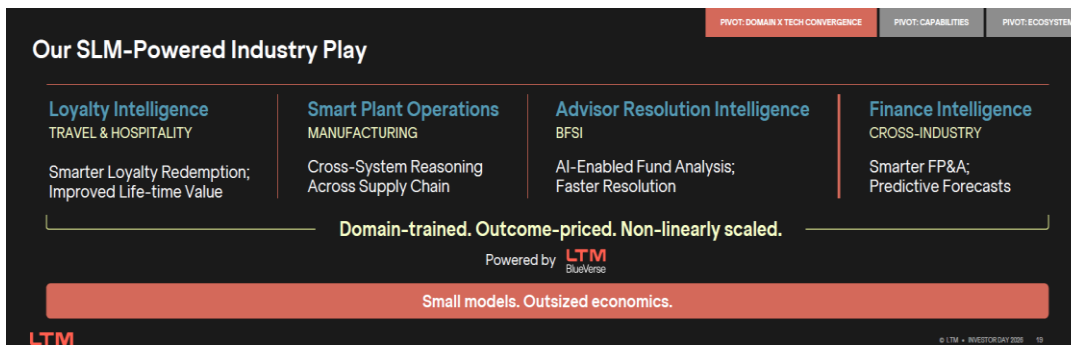 PIVOT: DOMAIN X TECH CONVERGENCE
PIVOT: CAPABILITIES
PIVOT: ECOSYSTEM
Our SLM-Powered Industry Play
Loyalty Intelligence
TRAVEL & HOSPITALITY
Smarter Loyalty Redemption;
Improved Life-time Value
Smart Plant Operations
MANUFACTURING
Cross-System Reasoning
Across Supply Chain
Advisor Resolution Intelligence
BFSI
AI-Enabled Fund Analysis;
Faster Resolution
Finance Intelligence
CROSS-INDUSTRY
Smarter FP&A;
Predictive Forecasts
Domain-trained. Outcome-priced. Non-linearly scaled.
Powered by LTM
BlueVerse
Small models. Outsized economics.
LTM
© LTM • INVESTOR DAY 2026 19